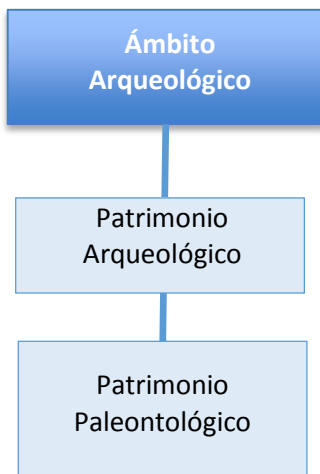 Ámbito
Arqueológico
Patrimonio
Arqueológico
Patrimonio
Paleontológico